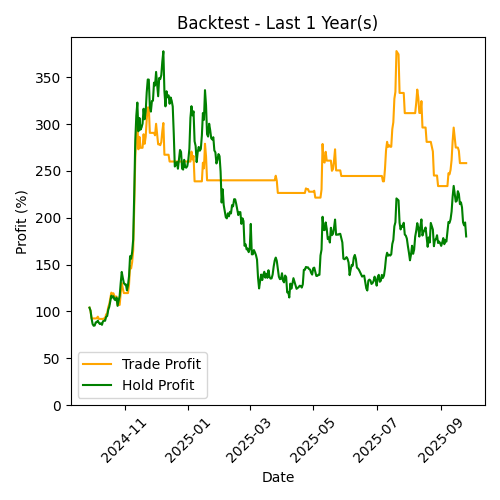 Backtest - Last 1 Year(s)
Profit (%)
350
300
250
200
150
100
50
0
Trade Profit
Hold Profit
2024-11
2025-01
2025-03
2025-05
2025-07
2025-09
Date